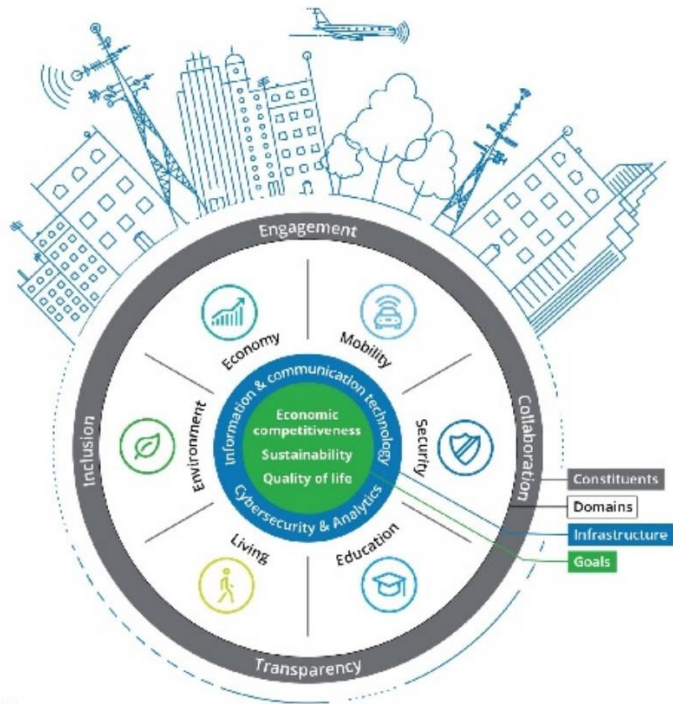 Engagement
Economy
Mobility
Inclusion
Environment
Information & communication technology
Economic
competitiveness
Sustainability
Quality of life
Cybersecurity & Analytics
Security
Collaboration
Living
Education
Transparency
Constituents
Domains
Infrastructure
Goals